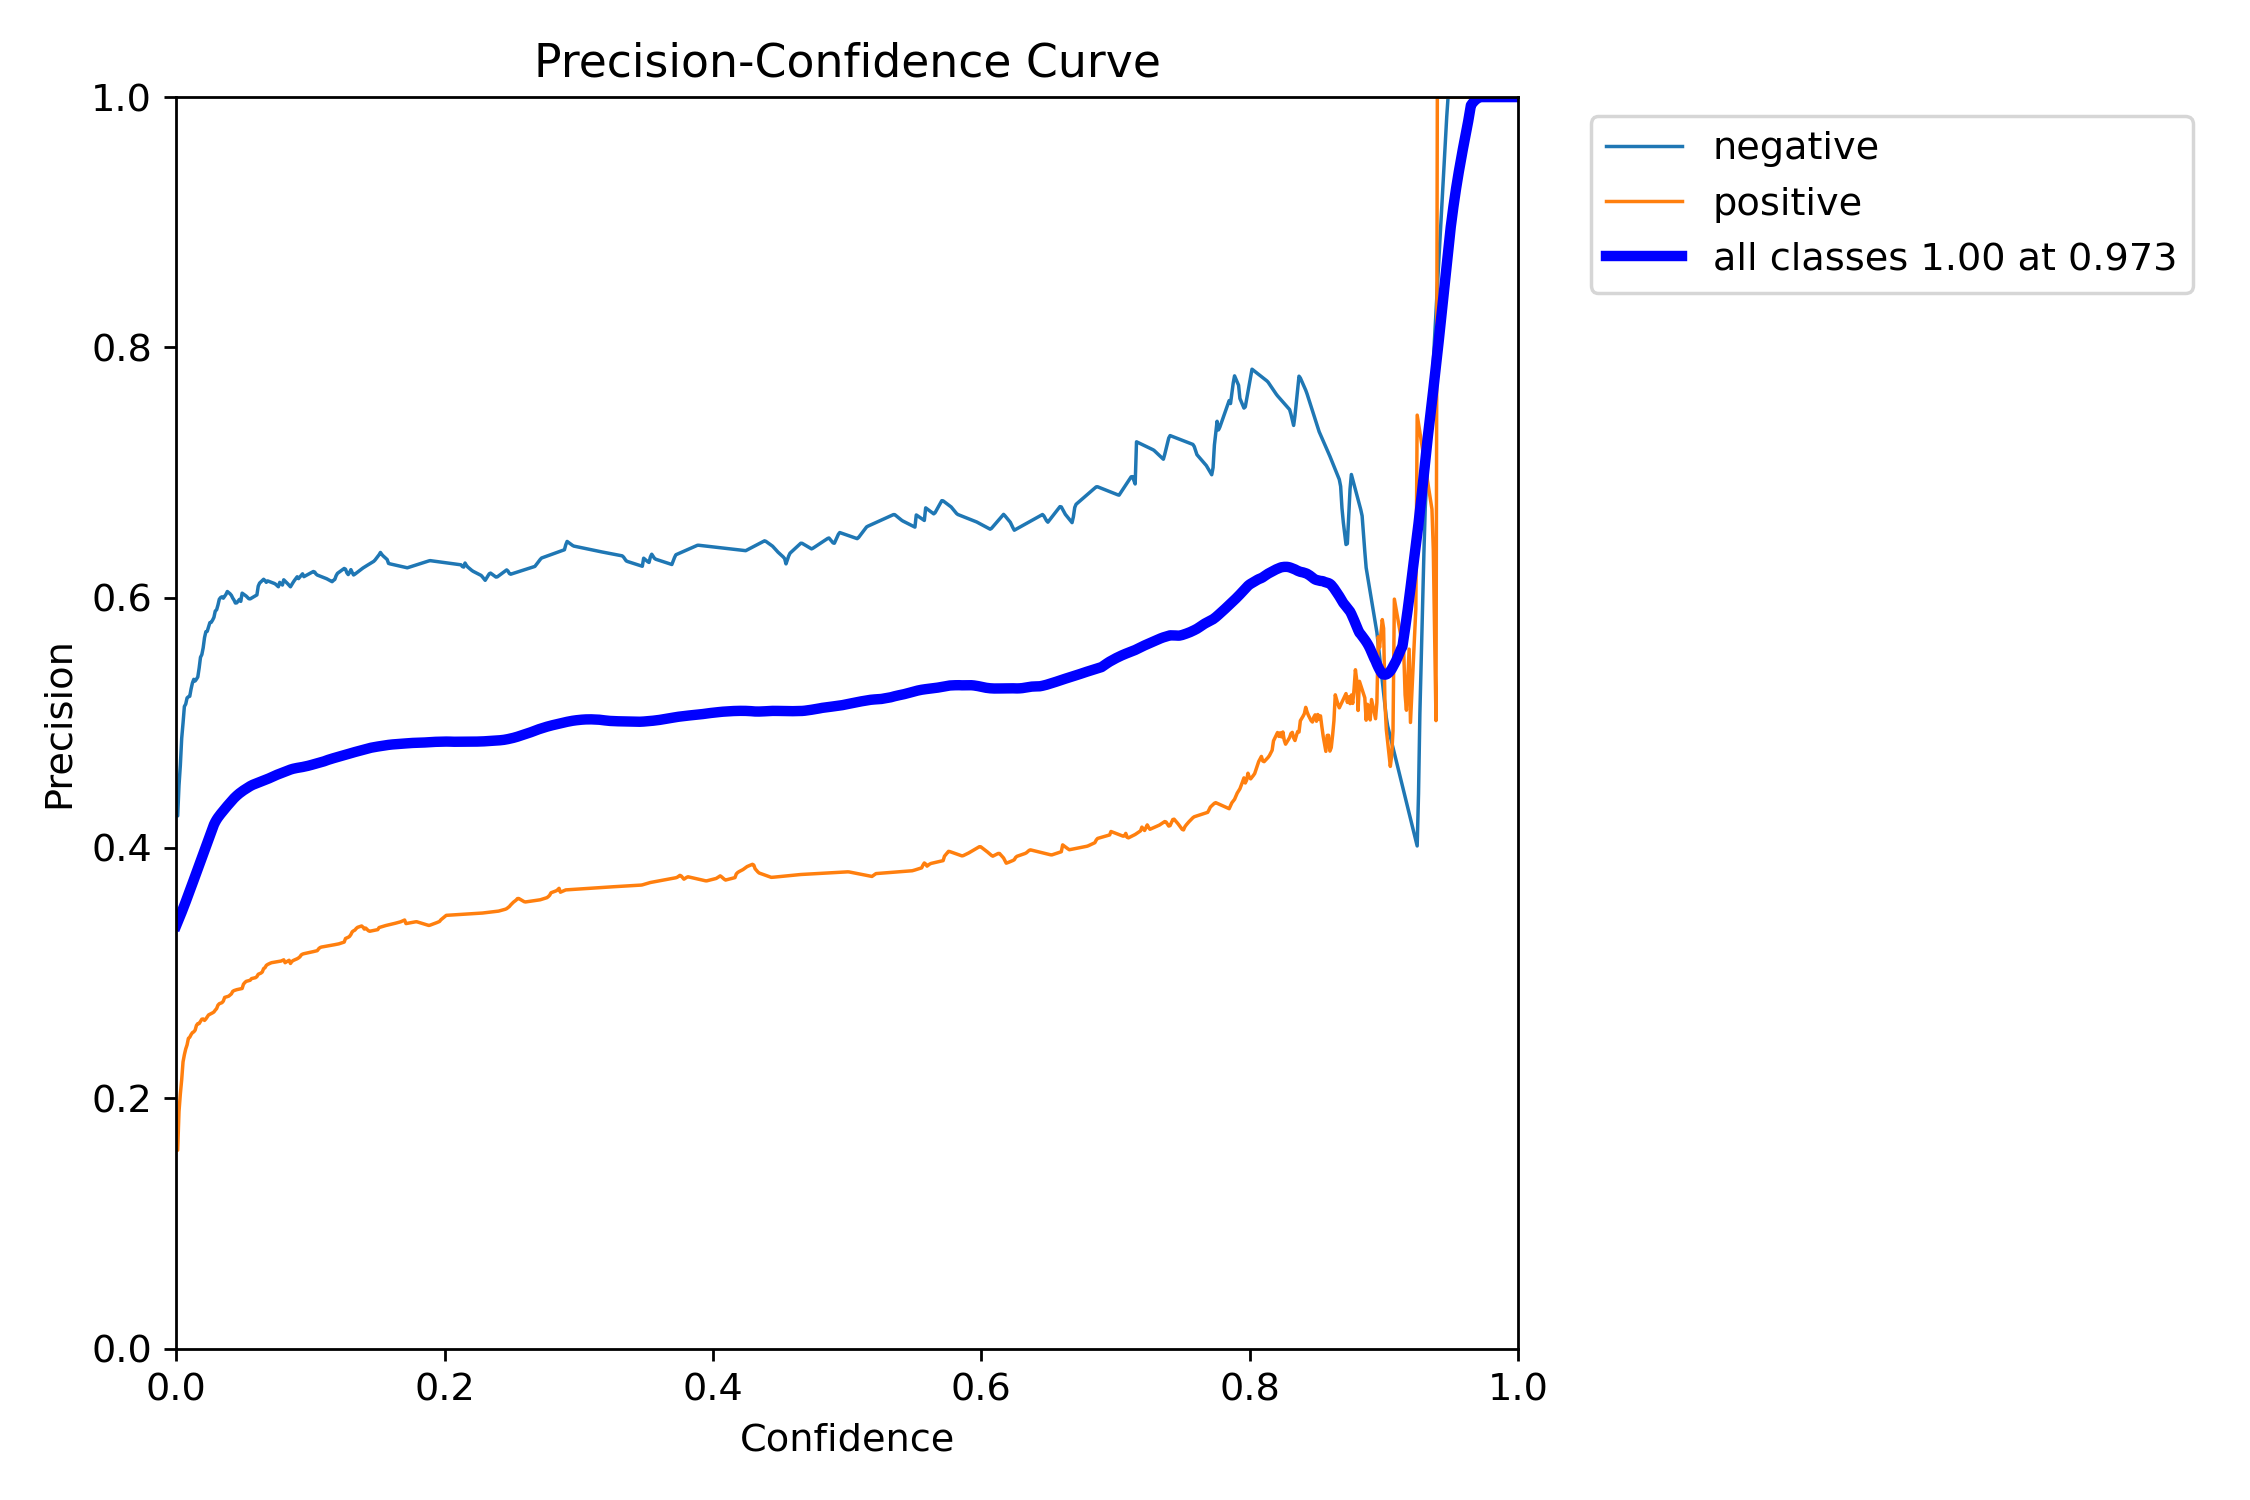 Precision-Confidence Curve
1.0
0.8
0.6
0.4
0.2
0.0
Precision
0.0 0.2 0.4 0.6 0.8 1.0
Confidence
negative
positive
all classes 1.00 at 0.973